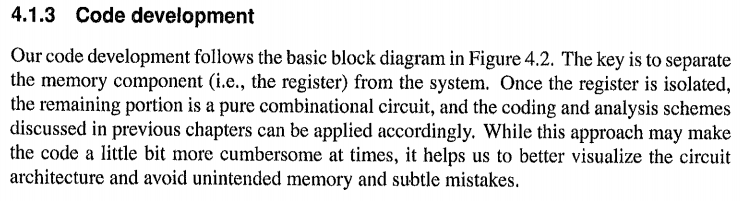 4.1.3 Code development
Our code development follows the basic block diagram in Figure 4.2. The key is to separate
the memory component (i.e., the register) from the system. Once the register is isolated,
the remaining portion is a pure combinational circuit, and the coding and analysis schemes
discussed in previous chapters can be applied accordingly. While this approach may make
the code a little bit more cumbersome at times, it helps us to better visualize the circuit
architecture and avoid unintended memory and subtle mistakes.